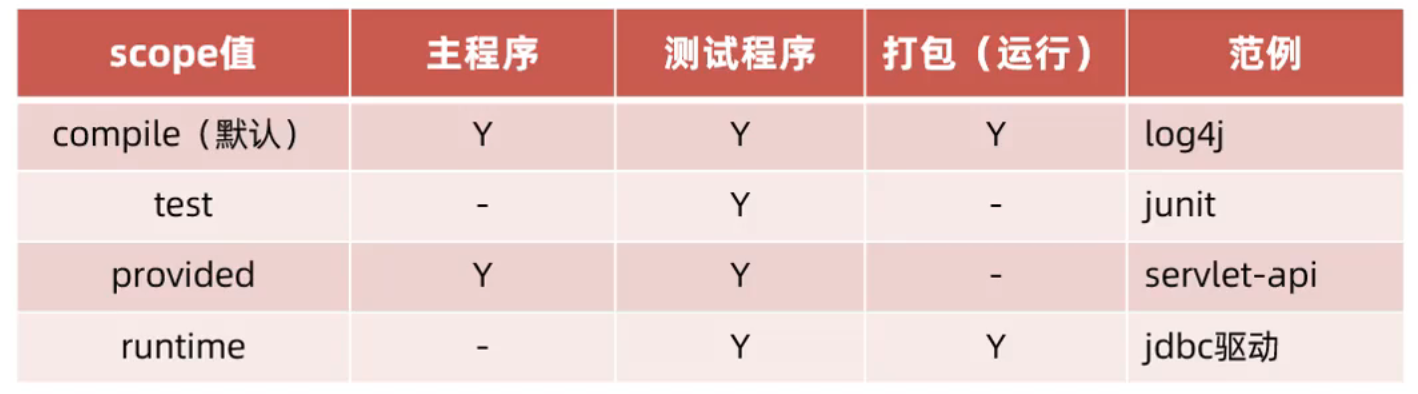 scope值 主程序 测试程序 打包（运行） 范例
compile（默认） Y Y Y log4j
test - Y - junit
provided Y Y - servlet-api
runtime - Y Y jdbc驱动